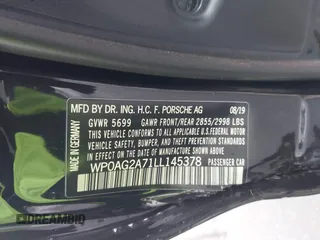 MFD BY DR. ING. H.C. F. PORSCHE AG 08/19
GVWR 5699 GAWR FRONT/REAR 2855/2998 LBS
THIS VEHICLE CONFORMS TO ALL APPLICABLE U.S. FEDERAL MOTOR
VEHICLE SAFETY, BUMPER, AND THEFT PREVENTION STANDARDS
IN EFFECT ON THE DATE OF MANUFACTURE SHOWN ABOVE.
WP0AG2A71LL145378 PASSENGER CAR
MADE IN GERMANY
DREAMBID